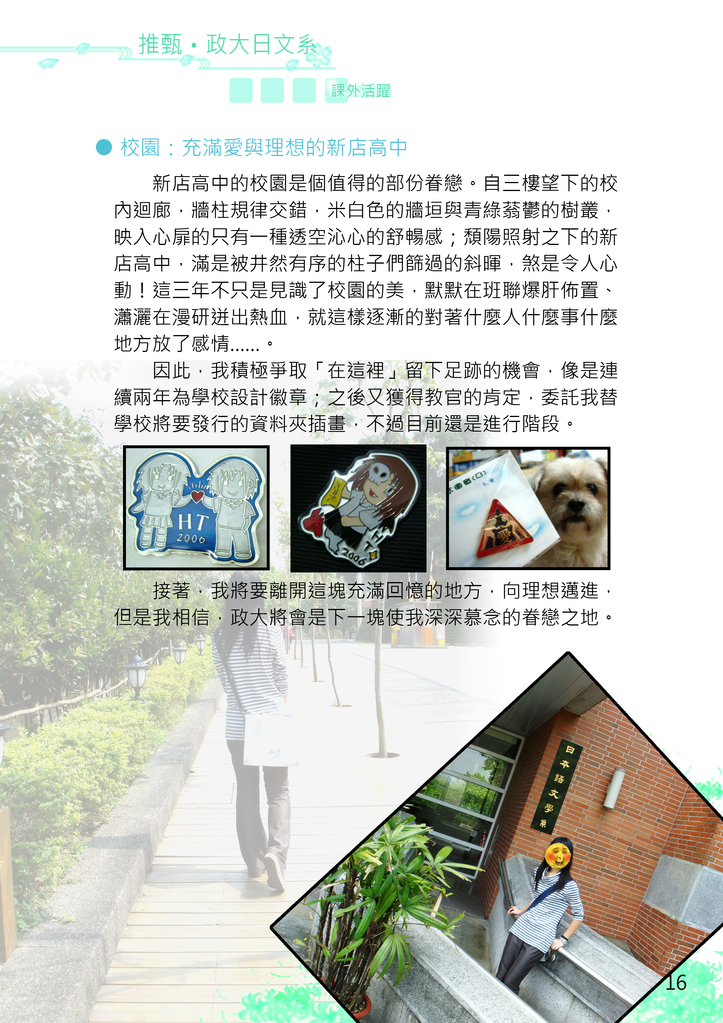 推甄•政大日文系
課外活躍
● 校園：充滿愛與理想的新店高中
新店高中的校園是個值得的部份眷戀。自三樓望下的校
內迴廊，牆柱規律交錯，米白色的牆垣與青綠蓊鬱的樹叢，
映入心扉的只有一種透空沁心的舒暢感；頹陽照射之下的新
店高中，滿是被井然有序的柱子們篩過的斜暉，煞是令人心
動！這三年不只是見識了校園的美，默默在班聯爆肝佈置、
瀟灑在漫研迸出熱血，就這樣逐漸的對著什麼人什麼事什麼
地方放了感情……。
因此，我積極爭取「在這裡」留下足跡的機會，像是連
續兩年為學校設計徽章；之後又獲得教官的肯定，委託我替
學校將要發行的資料夾插畫，不過目前還是進行階段。
HT
2006
2006
接著，我將要離開這塊充滿回憶的地方，向理想邁進，
但是我相信，政大將會是下一塊使我深深慕念的眷戀之地。
日本語文學系
16